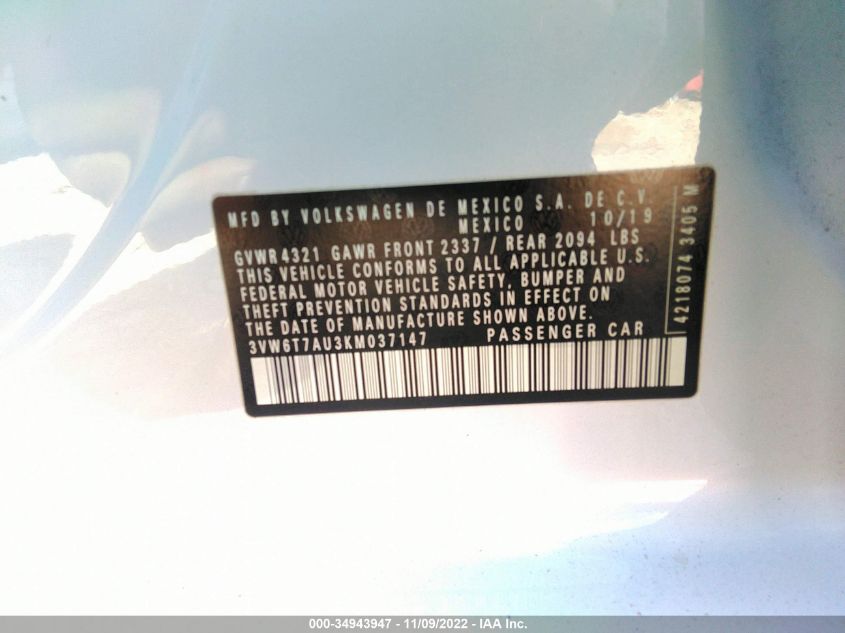 MFD BY VOLKSWAGEN DE MEXICO S.A. DE C.V.
MEXICO 10/19
GVWR 4321 GAWR FRONT 2337 / REAR 2094 LBS
THIS VEHICLE CONFORMS TO ALL APPLICABLE U.S.
FEDERAL MOTOR VEHICLE SAFETY, BUMPER AND
THEFT PREVENTION STANDARDS IN EFFECT ON
THE DATE OF MANUFACTURE SHOWN ABOVE.
3VW6T7AU3KM037147 PASSENGER CAR
4218074 3405 M
000-34943947 - 11/09/2022 - IAA Inc.